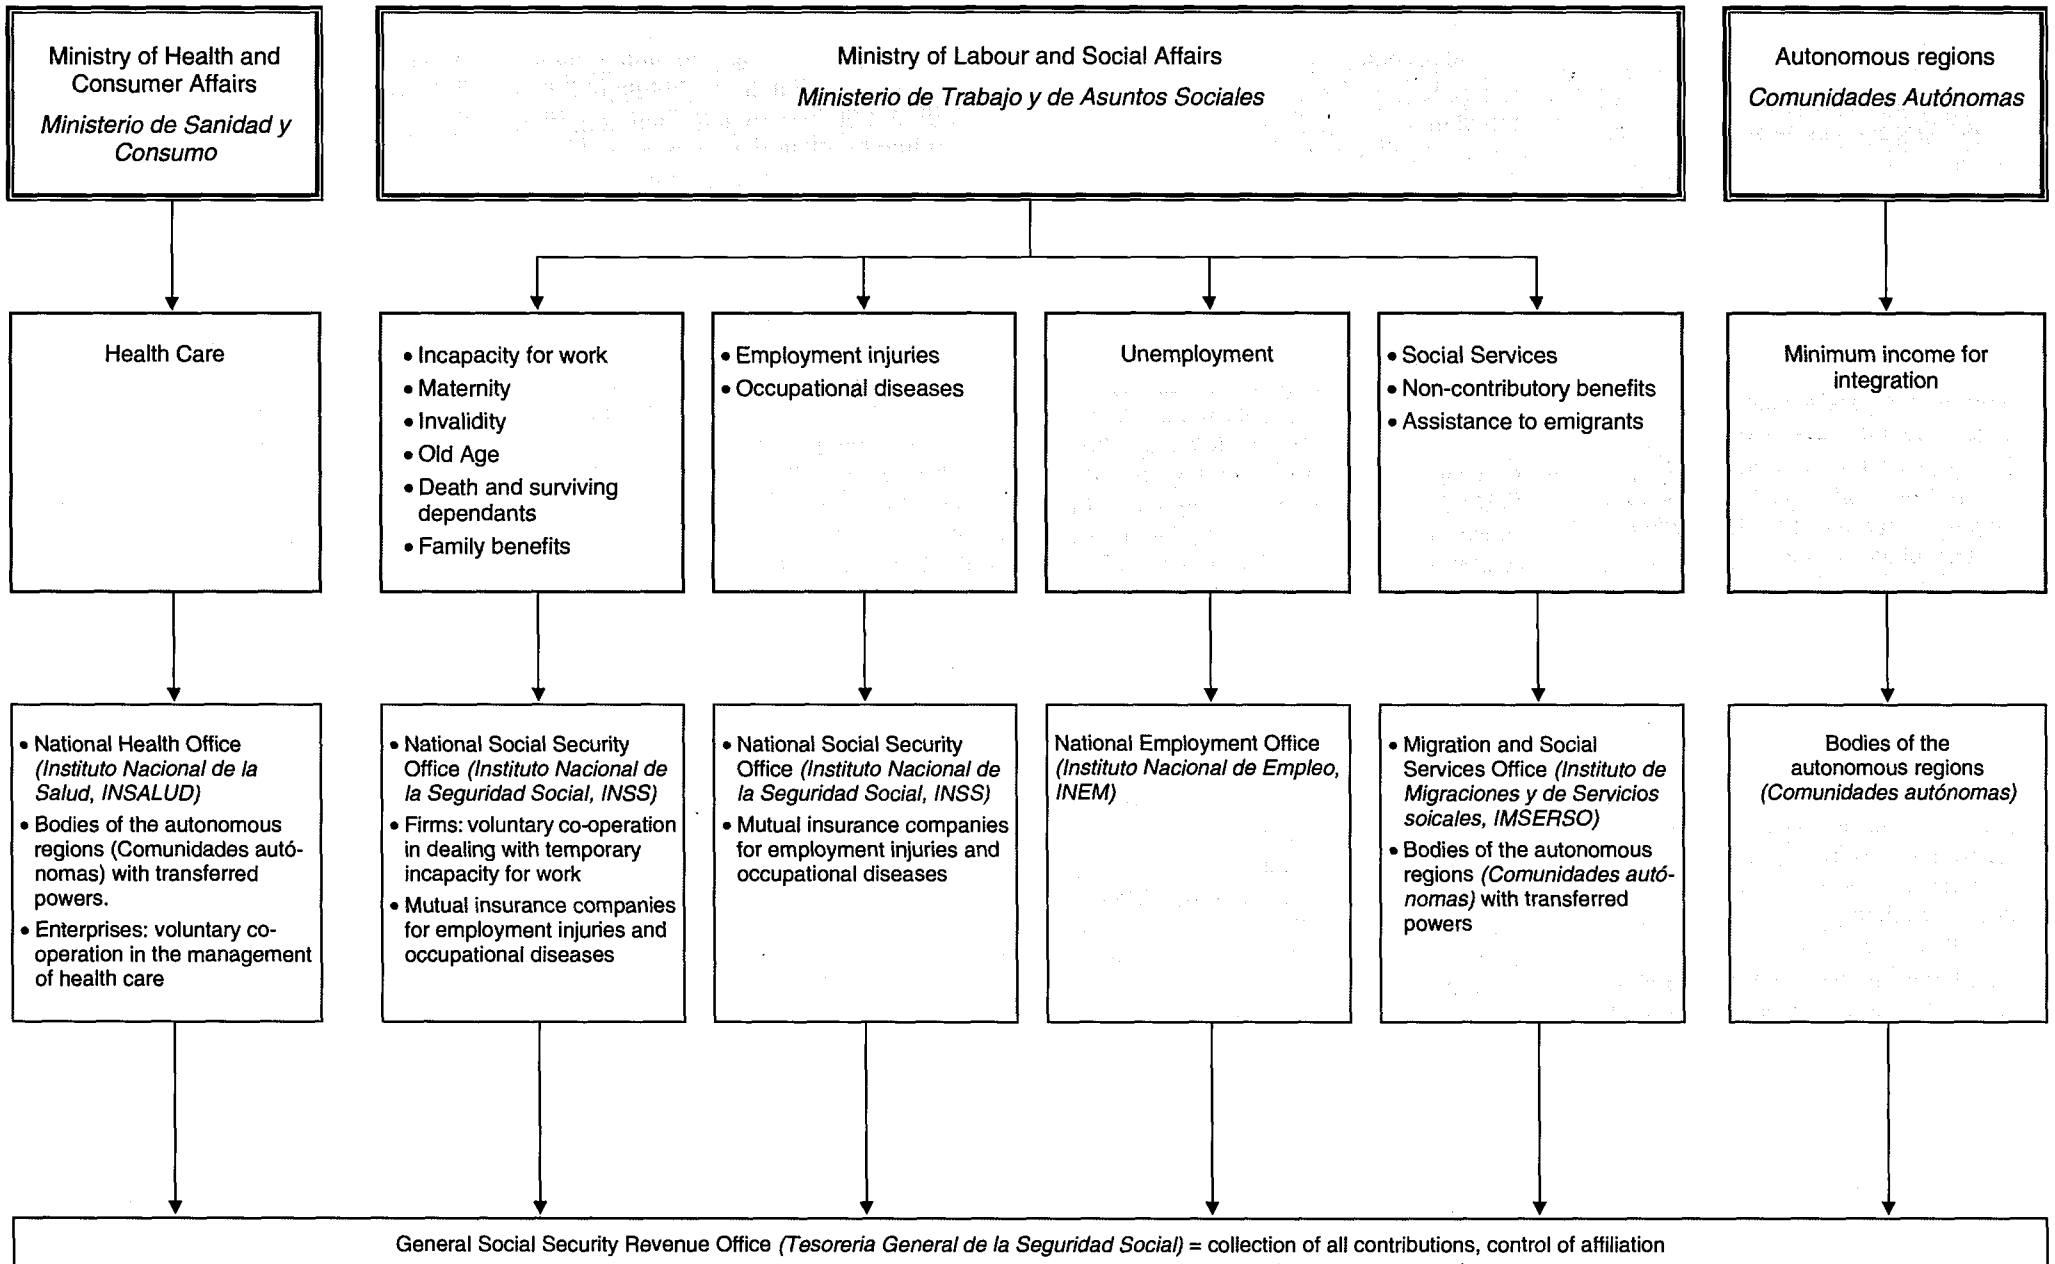 Ministry of Health and
Consumer Affairs
Ministerio de Sanidad y
Consumo
Ministry of Labour and Social Affairs
Ministerio de Trabajo y de Asuntos Sociales
Autonomous regions
Comunidades Autónomas
Health Care
• Incapacity for work
• Maternity
• Invalidity
• Old Age
• Death and surviving
dependants
• Family benefits
• Employment injuries
• Occupational diseases
Unemployment
• Social Services
• Non-contributory benefits
• Assistance to emigrants
Minimum income for
integration
• National Health Office
(Instituto Nacional de la
Salud, INSALUD)
• Bodies of the autonomous
regions (Comunidades autó-
nomas) with transferred
powers.
• Enterprises: voluntary co-
operation in the management
of health care
• National Social Security
Office (Instituto Nacional de
la Seguridad Social, INSS)
• Firms: voluntary co-operation
in dealing with temporary
incapacity for work
• Mutual insurance companies
for employment injuries and
occupational diseases
• National Social Security
Office (Instituto Nacional de
la Seguridad Social, INSS)
• Mutual insurance companies
for employment injuries and
occupational diseases
National Employment Office
(Instituto Nacional de Empleo,
INEM)
• Migration and Social
Services Office (Instituto de
Migraciones y de Servicios
soicales, IMSERSO)
• Bodies of the autonomous
regions (Comunidades autó-
nomas) with transferred
powers
Bodies of the
autonomous regions
(Comunidades autónomas)
General Social Security Revenue Office (Tesoreria General de la Seguridad Social) = collection of all contributions, control of affiliation